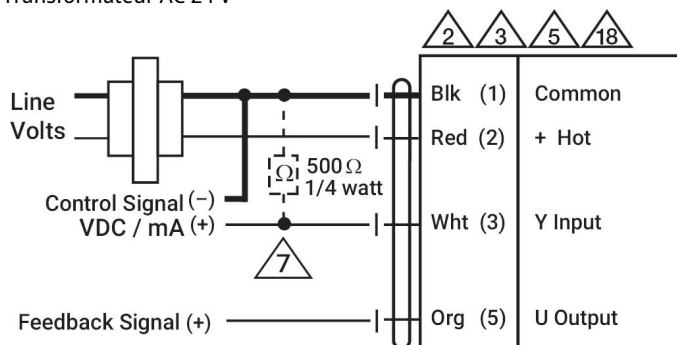 Transformateur AC 24 V
2 3 5 18
Line
Volts
Blk (1) Common
Red (2) + Hot
Ω 500 Ω
1/4 watt
Control Signal (–)
VDC / mA (+)
Wht (3) Y Input
7
Feedback Signal (+)
Org (5) U Output